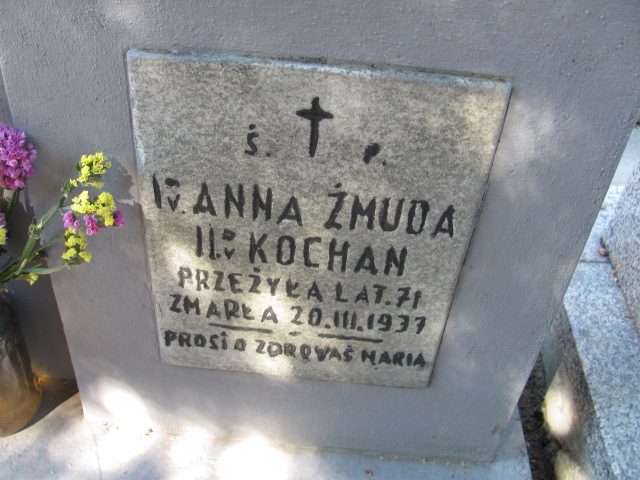 Ś. P.
I° V. ANNA ŻMUDA
II° V KOCHAN
PRZEŻYŁA LAT. 71
ZMARŁA 20.III.1937
PROSI O ZDROWAŚ MARIA